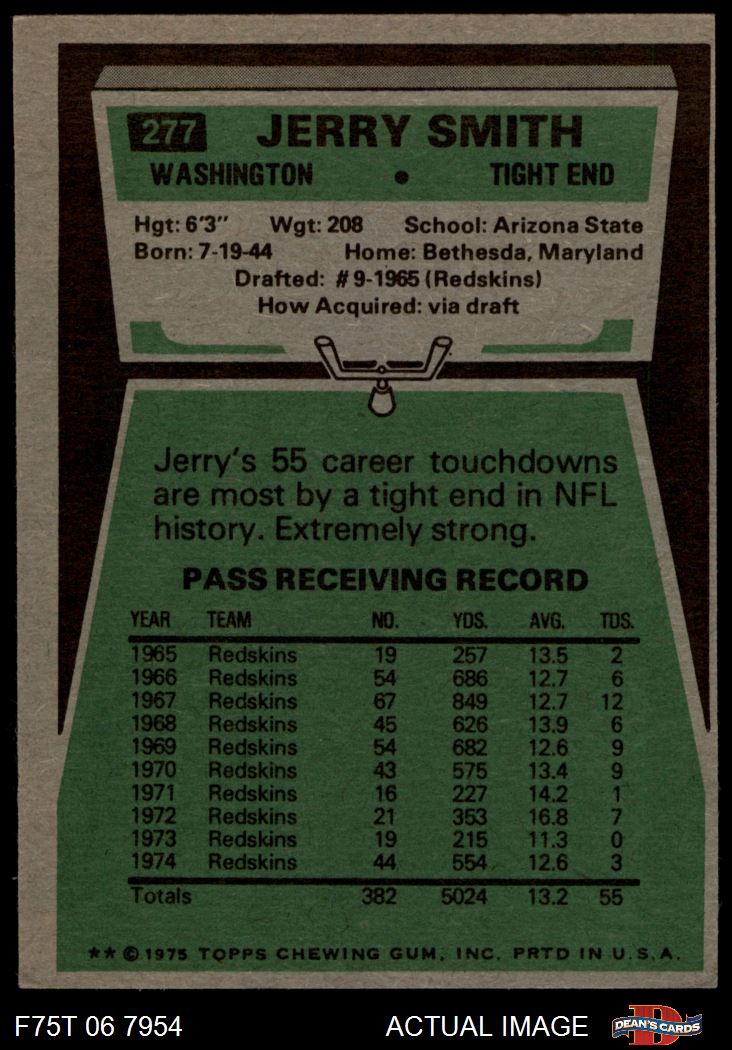 277 JERRY SMITH
WASHINGTON • TIGHT END
Hgt: 6'3" Wgt: 208 School: Arizona State
Born: 7-19-44 Home: Bethesda, Maryland
Drafted: #9-1965 (Redskins)
How Acquired: via draft
Jerry's 55 career touchdowns
are most by a tight end in NFL
history. Extremely strong.
PASS RECEIVING RECORD
YEAR TEAM NO. YDS. AVG. TDS.
1965 Redskins 19 257 13.5 2
1966 Redskins 54 686 12.7 6
1967 Redskins 67 849 12.7 12
1968 Redskins 45 626 13.9 6
1969 Redskins 54 682 12.6 9
1970 Redskins 43 575 13.4 9
1971 Redskins 16 227 14.2 1
1972 Redskins 21 353 16.8 7
1973 Redskins 19 215 11.3 0
1974 Redskins 44 554 12.6 3
Totals 382 5024 13.2 55
** © 1975 TOPPS CHEWING GUM, INC. PRTD IN U.S.A.
F75T 06 7954 ACTUAL IMAGE D DEAN'S CARDS